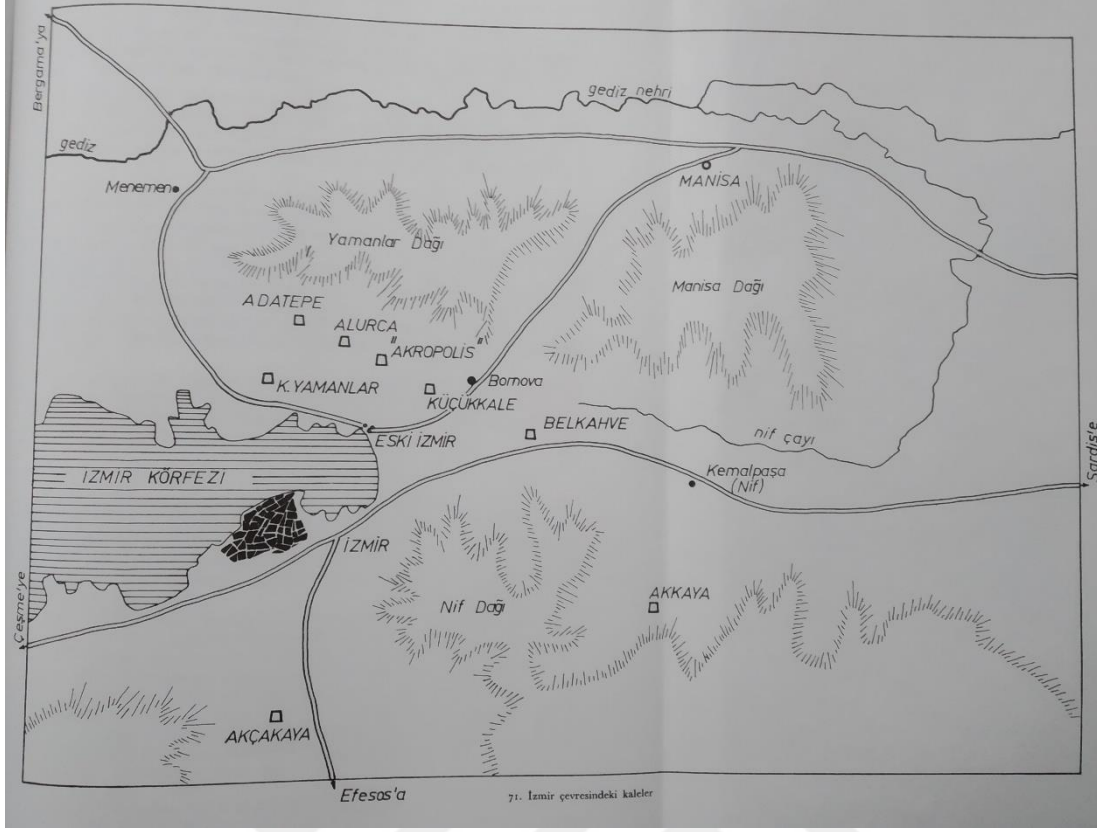 Bergama'ya
gediz nehri
gediz
Menemen
MANİSA
Yamanlar Dağı
Manisa Dağı
ADATEPE
ALURCA
"AKROPOLİS"
K.YAMANLAR
Bornova
KÜÇÜKKALE
ESKİ İZMİR
BELKAHVE
nif çayı
Sardis'e
İZMİR KÖRFEZİ
Kemalpaşa
(Nif)
İZMİR
Çeşme'ye
Nif Dağı
AKKAYA
AKÇAKAYA
Efesos'a
71. İzmir çevresindeki kaleler